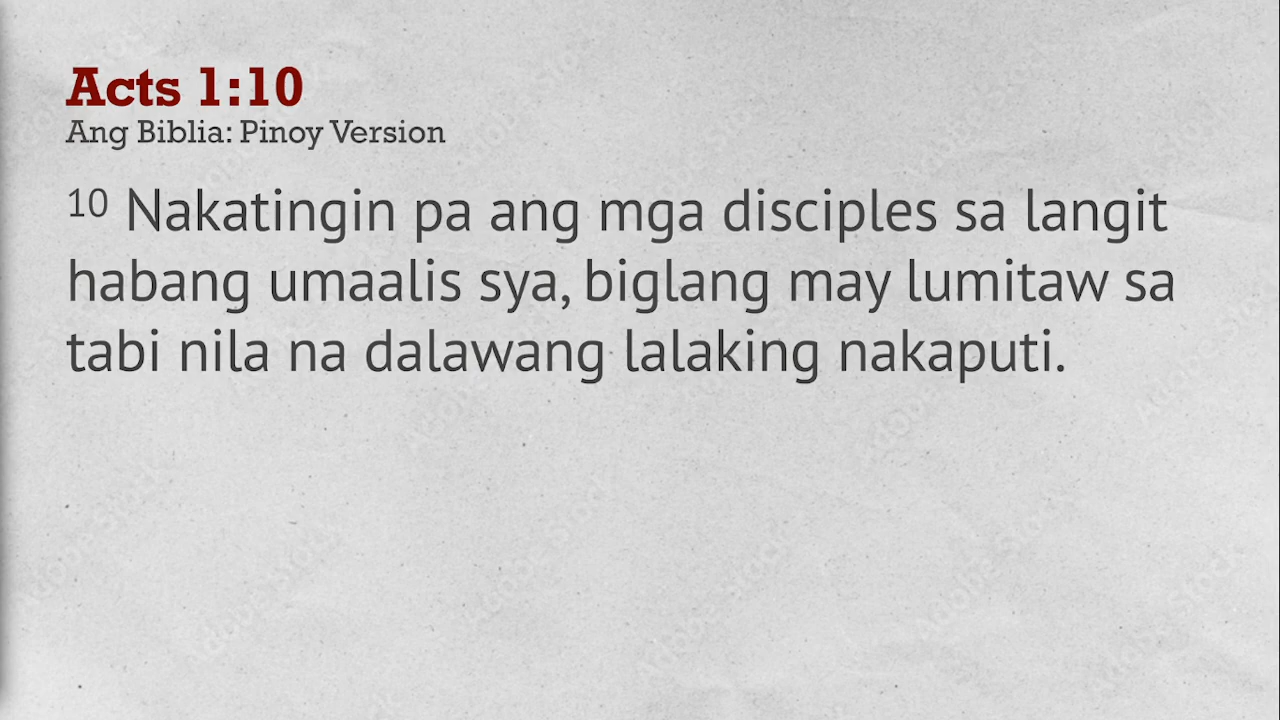 Acts 1:10
Ang Biblia: Pinoy Version
10 Nakatingin pa ang mga disciples sa langit
habang umaalis sya, biglang may lumitaw sa
tabi nila na dalawang lalaking nakaputi.